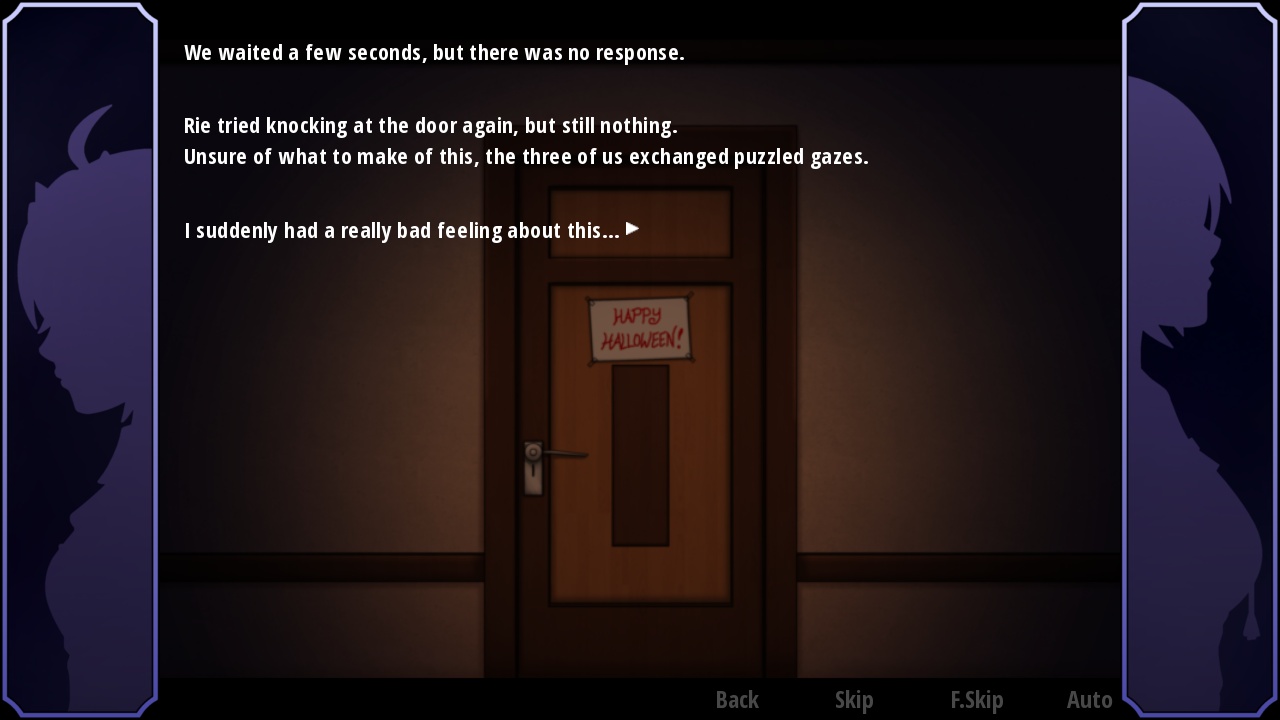 We waited a few seconds, but there was no response.
Rie tried knocking at the door again, but still nothing.
Unsure of what to make of this, the three of us exchanged puzzled gazes.
I suddenly had a really bad feeling about this...
HAPPY
HALLOWEEN!
Back Skip F.Skip Auto